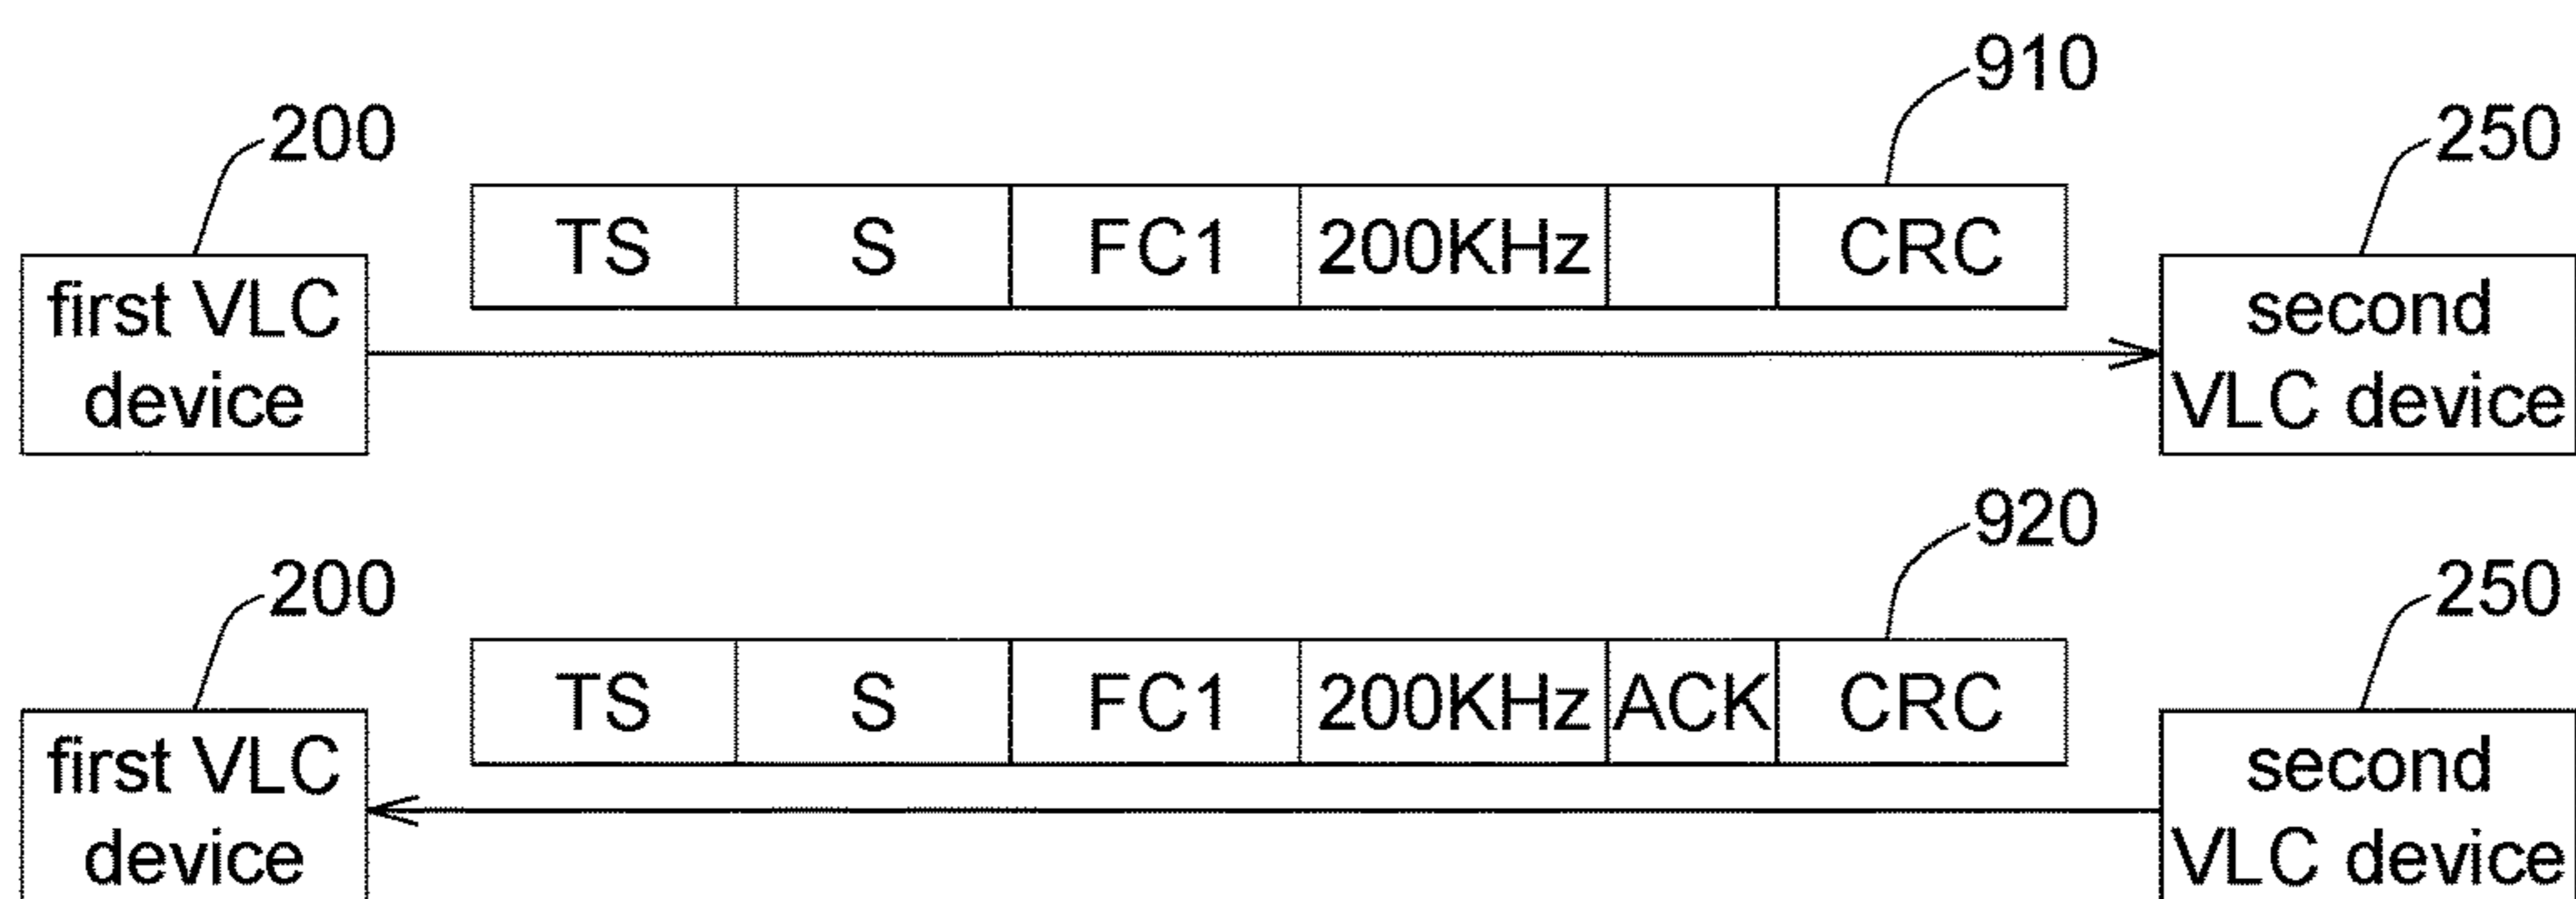 910
200
250
TS S FC1 200KHz CRC
first VLC
device
second
VLC device
920
200
250
TS S FC1 200KHz ACK CRC
first VLC
device
second
VLC device